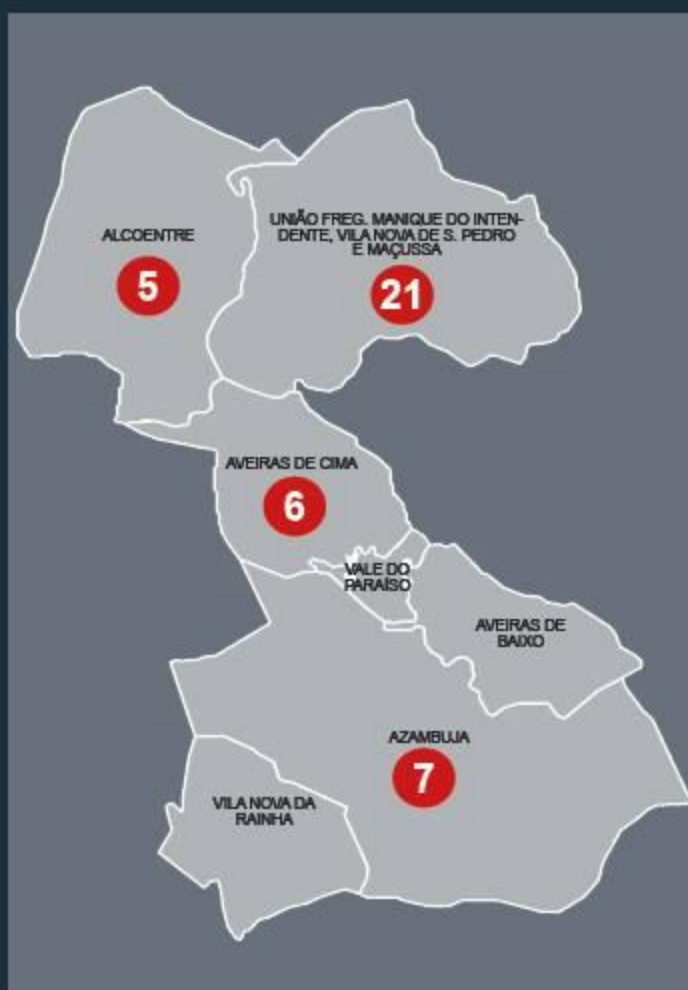 ALCOENTRE
5
UNIÃO FREG. MANIQUE DO INTEN-
DENTE, VILA NOVA DE S. PEDRO
E MAÇUSSA
21
AVEIRAS DE CIMA
6
VALE DO
PARAÍSO
AVEIRAS DE
BAIXO
AZAMBUJA
7
VILA NOVA DA
RAINHA